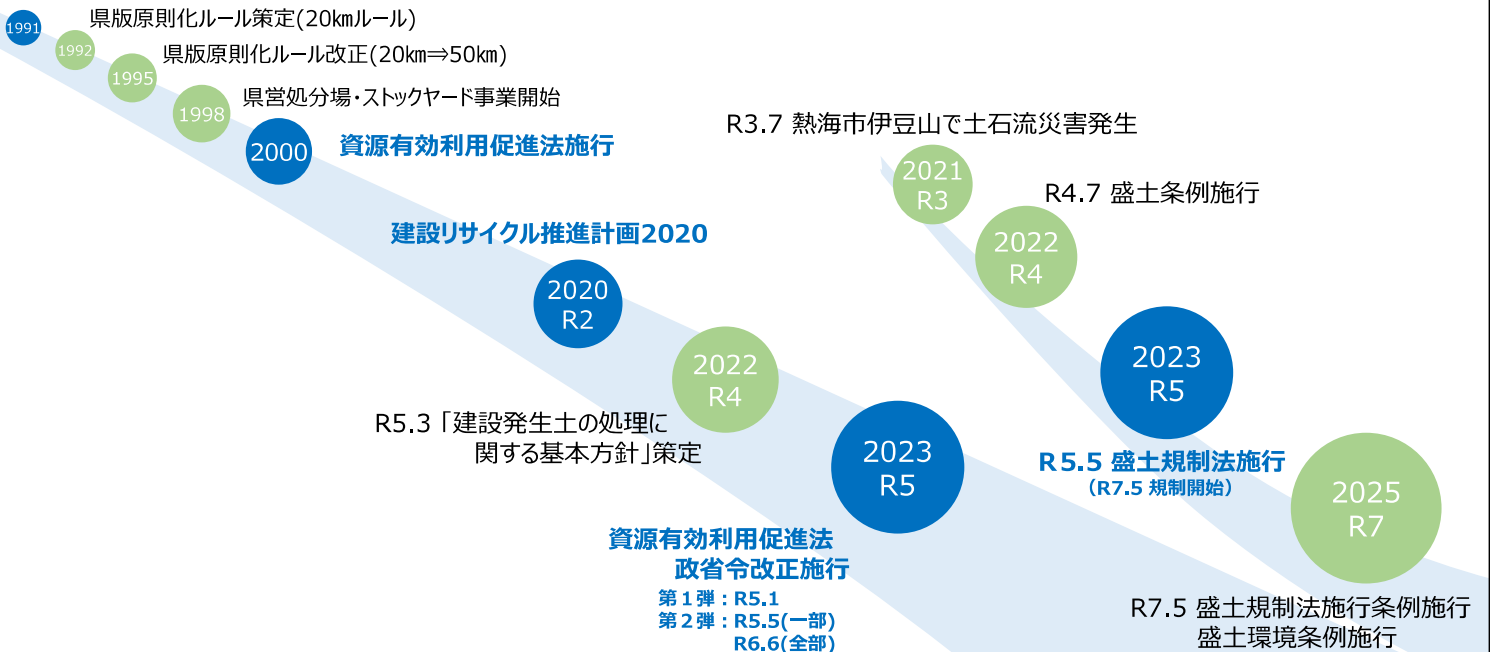 1991
県版原則化ルール策定(20kmルール)
1992
県版原則化ルール改正(20km⇒50km)
1995
県営処分場・ストックヤード事業開始
1998
2000
資源有効利用促進法施行
建設リサイクル推進計画2020
2020
R2
2022
R4
R5.3 「建設発生土の処理に
関する基本方針」策定
2023
R5
資源有効利用促進法
政省令改正施行
第1弾:R5.1
第2弾:R5.5(一部)
R6.6(全部)
R3.7 熱海市伊豆山で土石流災害発生
2021
R3
R4.7 盛土条例施行
2022
R4
2023
R5
R5.5 盛土規制法施行
(R7.5 規制開始)
2025
R7
R7.5 盛土規制法施行条例施行
盛土環境条例施行